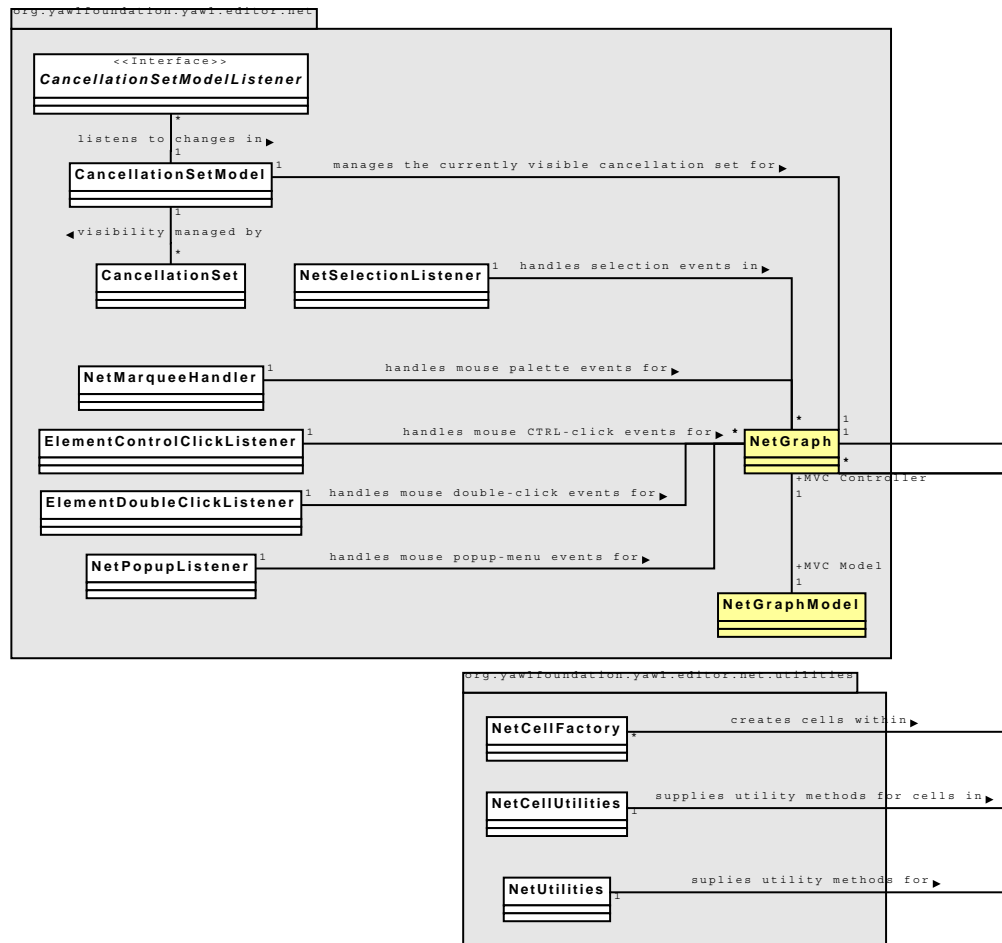 org.yawlfoundation.yawl.editor.net
<<Interface>>
CancellationSetModelListener
*
listens to changes in
1
CancellationSetModel
1
manages the currently visible cancellation set for
1
visibility managed by
*
CancellationSet
NetSelectionListener
1
handles selection events in
NetMarqueeHandler
1
handles mouse palette events for
*
1
ElementControlClickListener
1
handles mouse CTRL-click events for
*
NetGraph
1
*
ElementDoubleClickListener
1
handles mouse double-click events for
+MVC Controller
1
NetPopupListener
1
handles mouse popup-menu events for
+MVC Model
1
NetGraphModel
org.yawlfoundation.yawl.editor.net.utilities
NetCellFactory
*
creates cells within
NetCellUtilities
1
supplies utility methods for cells in
NetUtilities
1
suplies utility methods for